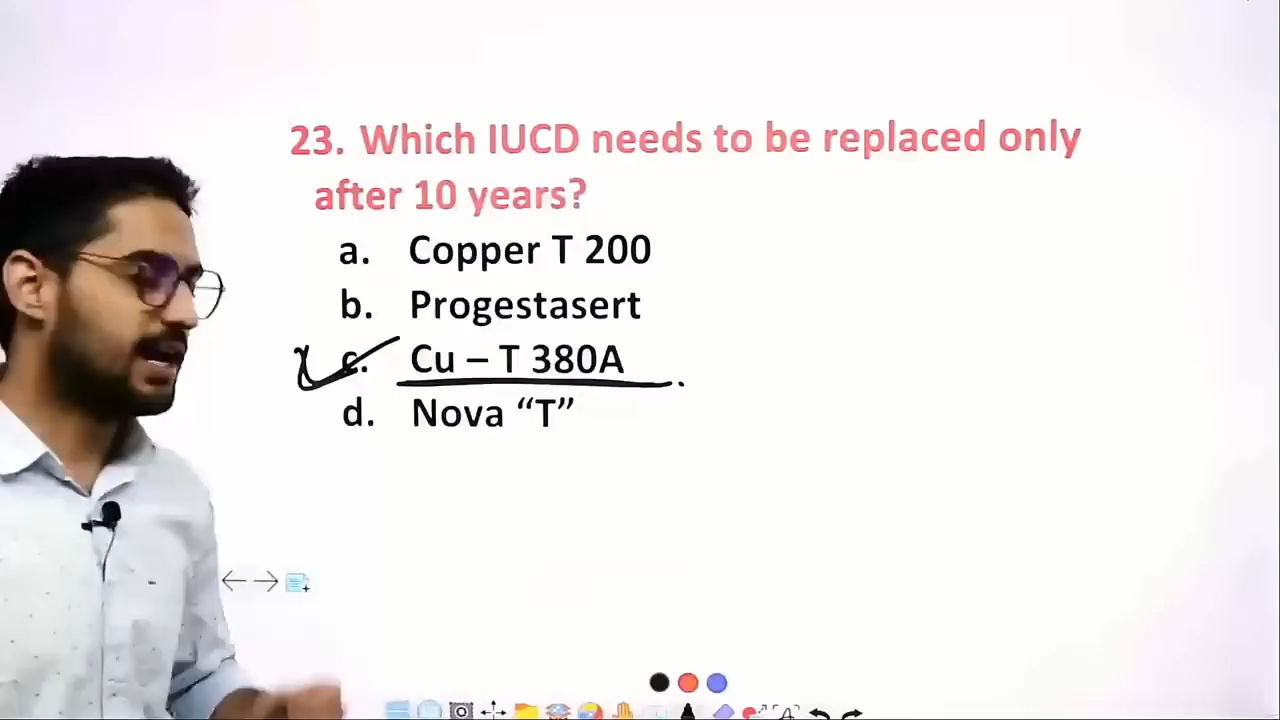 23. Which IUCD needs to be replaced only
after 10 years?
a. Copper T 200
b. Progestasert
c. Cu – T 380A
d. Nova “T”